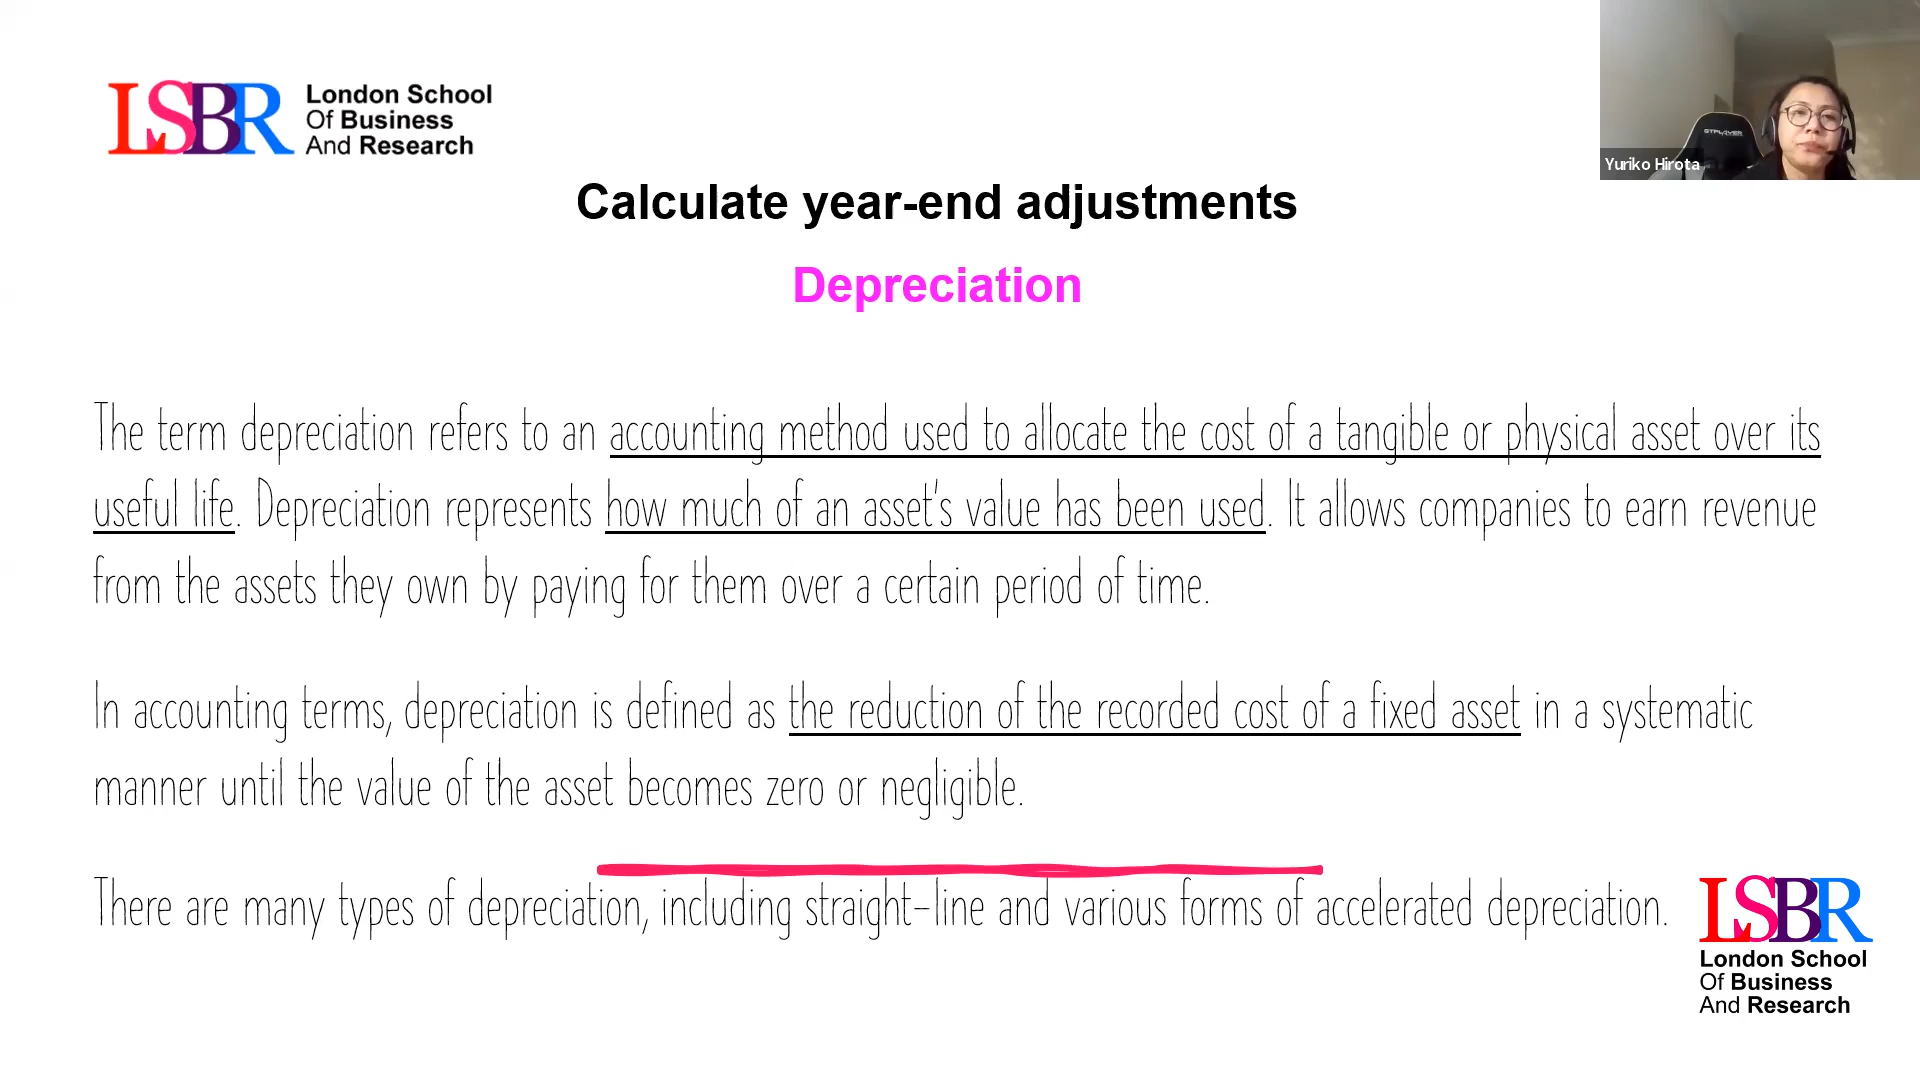 LSBR
London School
Of Business
And Research
GTPLAYER
Yuriko Hirota
Calculate year-end adjustments
Depreciation
The term depreciation refers to an accounting method used to allocate the cost of a tangible or physical asset over its
useful life. Depreciation represents how much of an asset's value has been used. It allows companies to earn revenue
from the assets they own by paying for them over a certain period of time.
In accounting terms, depreciation is defined as the reduction of the recorded cost of a fixed asset in a systematic
manner until the value of the asset becomes zero or negligible.
There are many types of depreciation, including straight-line and various forms of accelerated depreciation.
LSBR
London School
Of Business
And Research